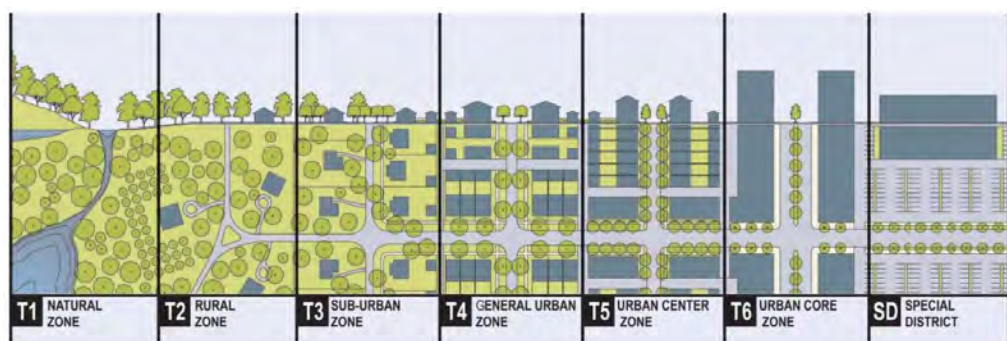 T1 NATURAL
ZONE
T2 RURAL
ZONE
T3 SUB-URBAN
ZONE
T4 GENERAL URBAN
ZONE
T5 URBAN CENTER
ZONE
T6 URBAN CORE
ZONE
SD SPECIAL
DISTRICT